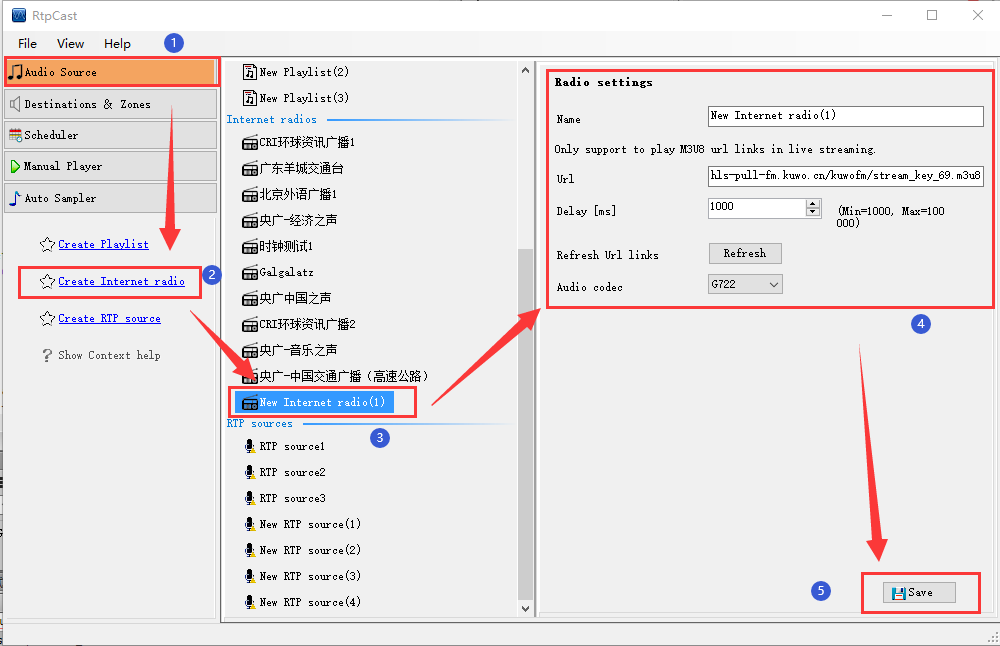 RtpCast
File View Help
1
Audio Source
Destinations & Zones
Scheduler
Manual Player
Auto Sampler
Create Playlist
2
Create Internet radio
Create RTP source
? Show Context help
New Playlist(2)
New Playlist(3)
Internet radios
CRI环球资讯广播1
广东羊城交通台
北京外语广播1
央广-经济之声
时钟测试1
Galgalatz
央广中国之声
CRI环球资讯广播2
央广-音乐之声
央广-中国交通广播（高速公路）
New Internet radio(1)
RTP sources
3
RTP source1
RTP source2
RTP source3
New RTP source(1)
New RTP source(2)
New RTP source(3)
New RTP source(4)
Radio settings
Name New Internet radio(1)
Only support to play M3U8 url links in live streaming.
Url hls-pull-fm.kuwo.cn/kuwofm/stream_key_69.m3u8
Delay [ms] 1000 (Min=1000, Max=100
000)
Refresh Url links Refresh
Audio codec G722
4
5
Save